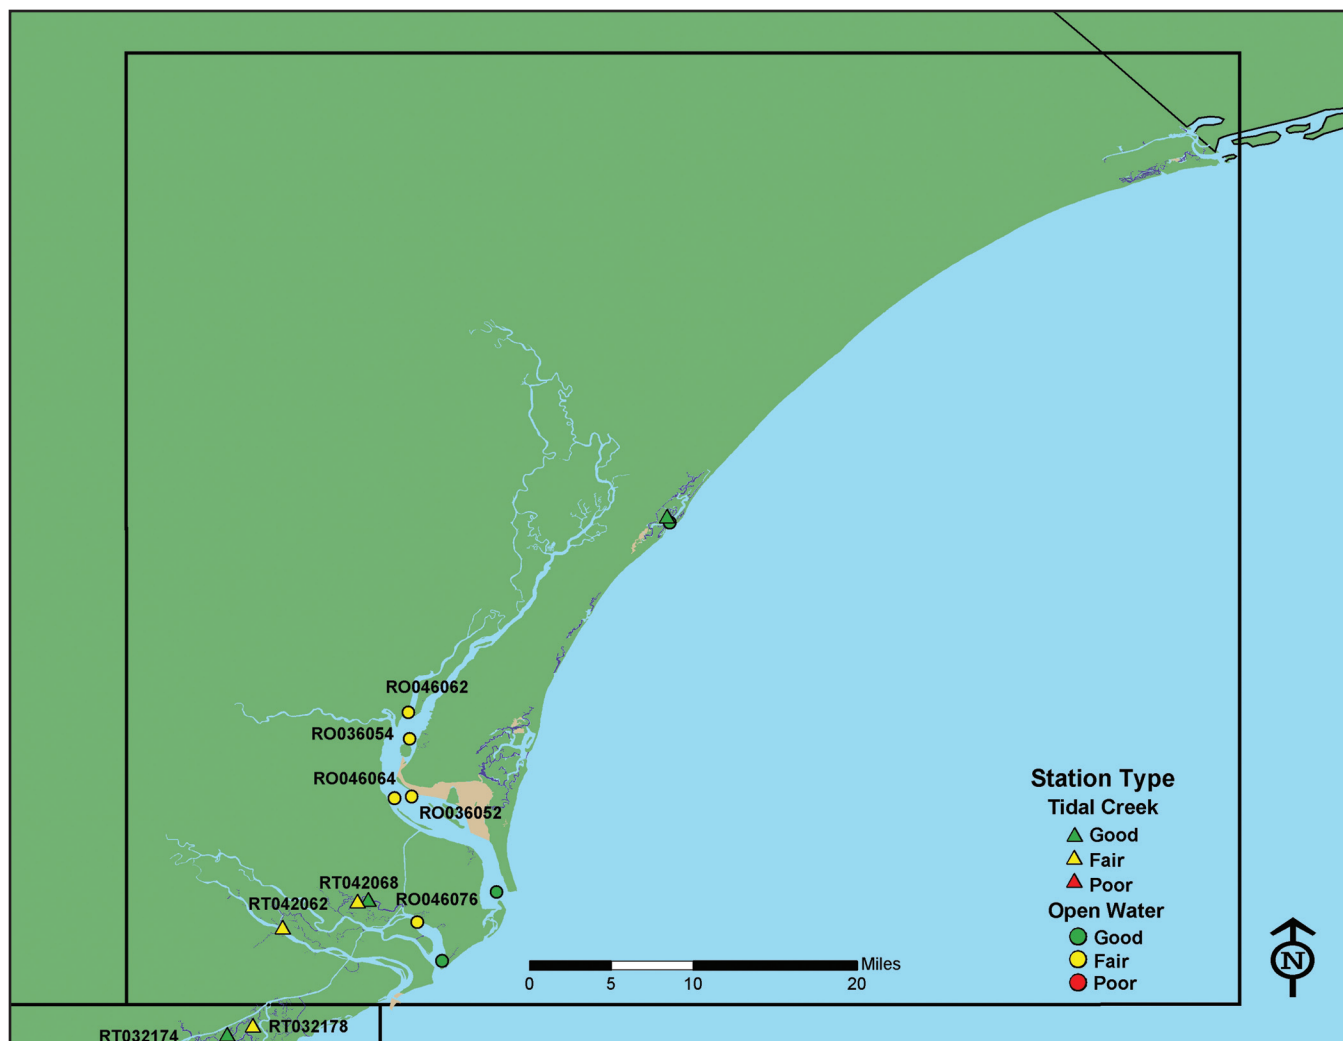 RO046062
RO036054
RO046064
RO036052
RT042068
RT042062
RO046076
RT032178
RT032174
Station Type
Tidal Creek
Good
Fair
Poor
Open Water
Good
Fair
Poor
Miles
0 5 10 20
N